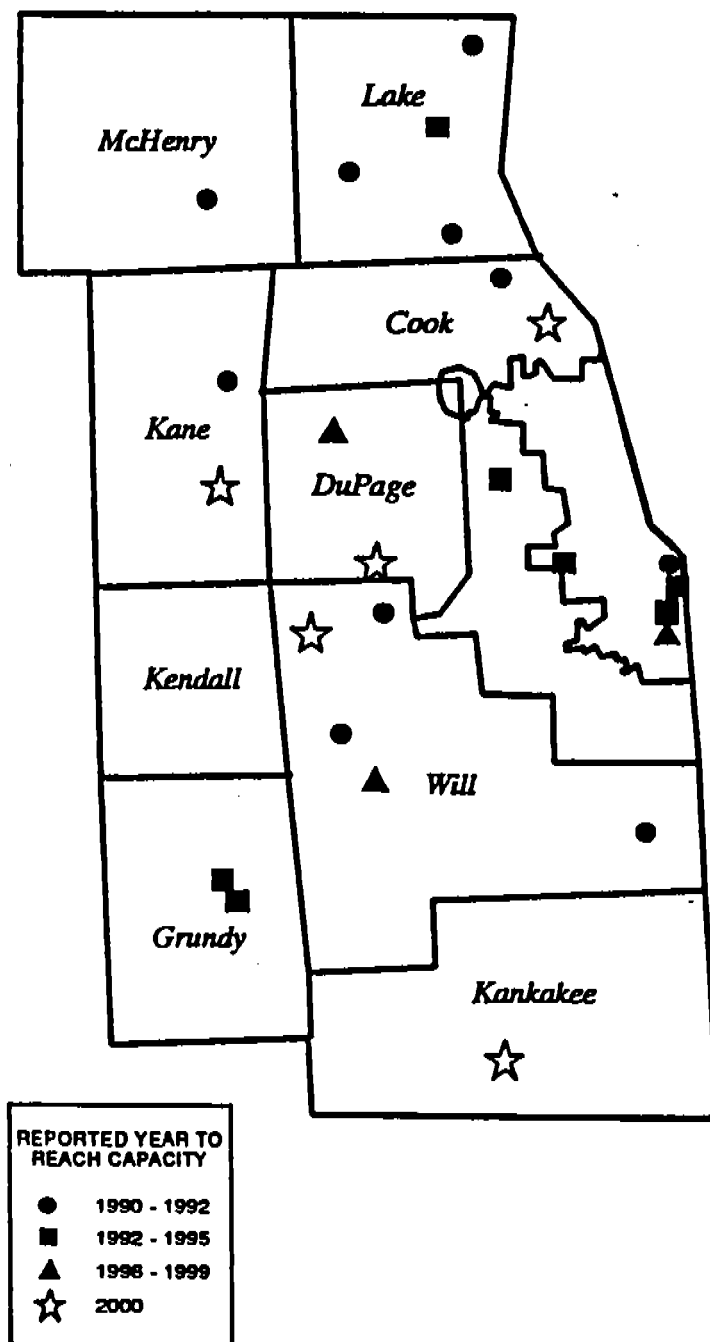 Lake
McHenry
Cook
Kane
DuPage
Kendall
Will
Grundy
Kankakee
REPORTED YEAR TO
REACH CAPACITY
1990 - 1992
1992 - 1995
1996 - 1999
2000